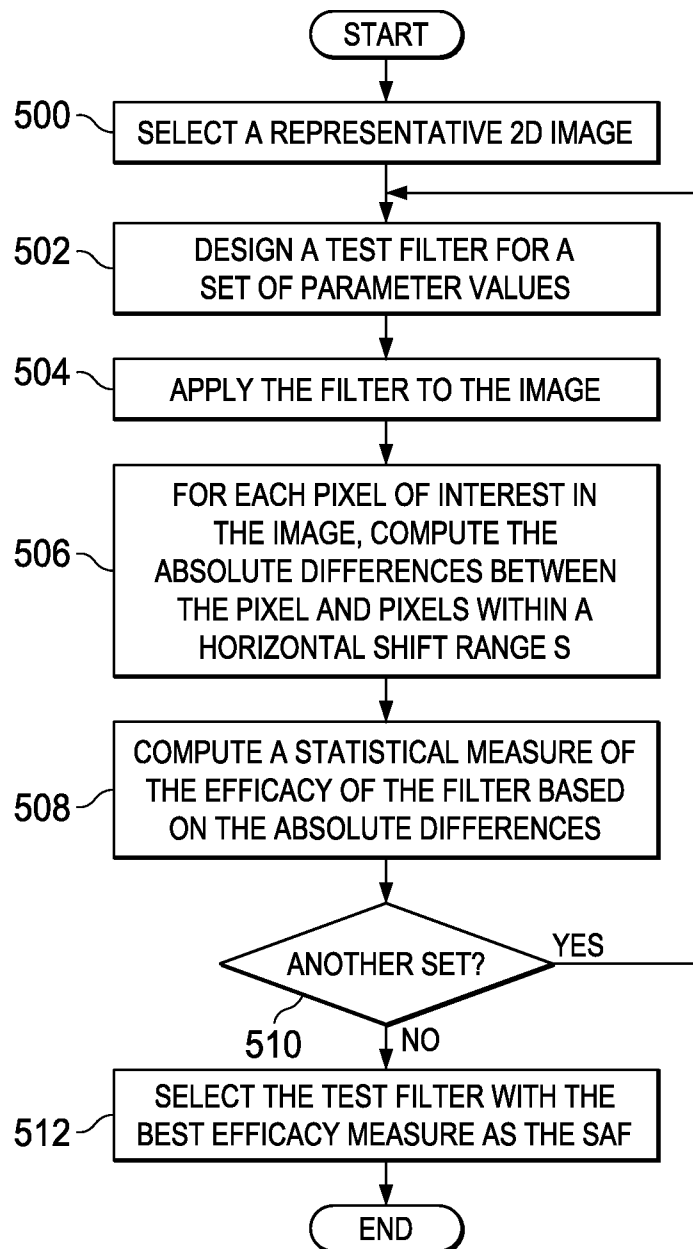 START
500
SELECT A REPRESENTATIVE 2D IMAGE
502
DESIGN A TEST FILTER FOR A
SET OF PARAMETER VALUES
504
APPLY THE FILTER TO THE IMAGE
506
FOR EACH PIXEL OF INTEREST IN
THE IMAGE, COMPUTE THE
ABSOLUTE DIFFERENCES BETWEEN
THE PIXEL AND PIXELS WITHIN A
HORIZONTAL SHIFT RANGE S
508
COMPUTE A STATISTICAL MEASURE OF
THE EFFICACY OF THE FILTER BASED
ON THE ABSOLUTE DIFFERENCES
ANOTHER SET?
YES
510
NO
512
SELECT THE TEST FILTER WITH THE
BEST EFFICACY MEASURE AS THE SAF
END